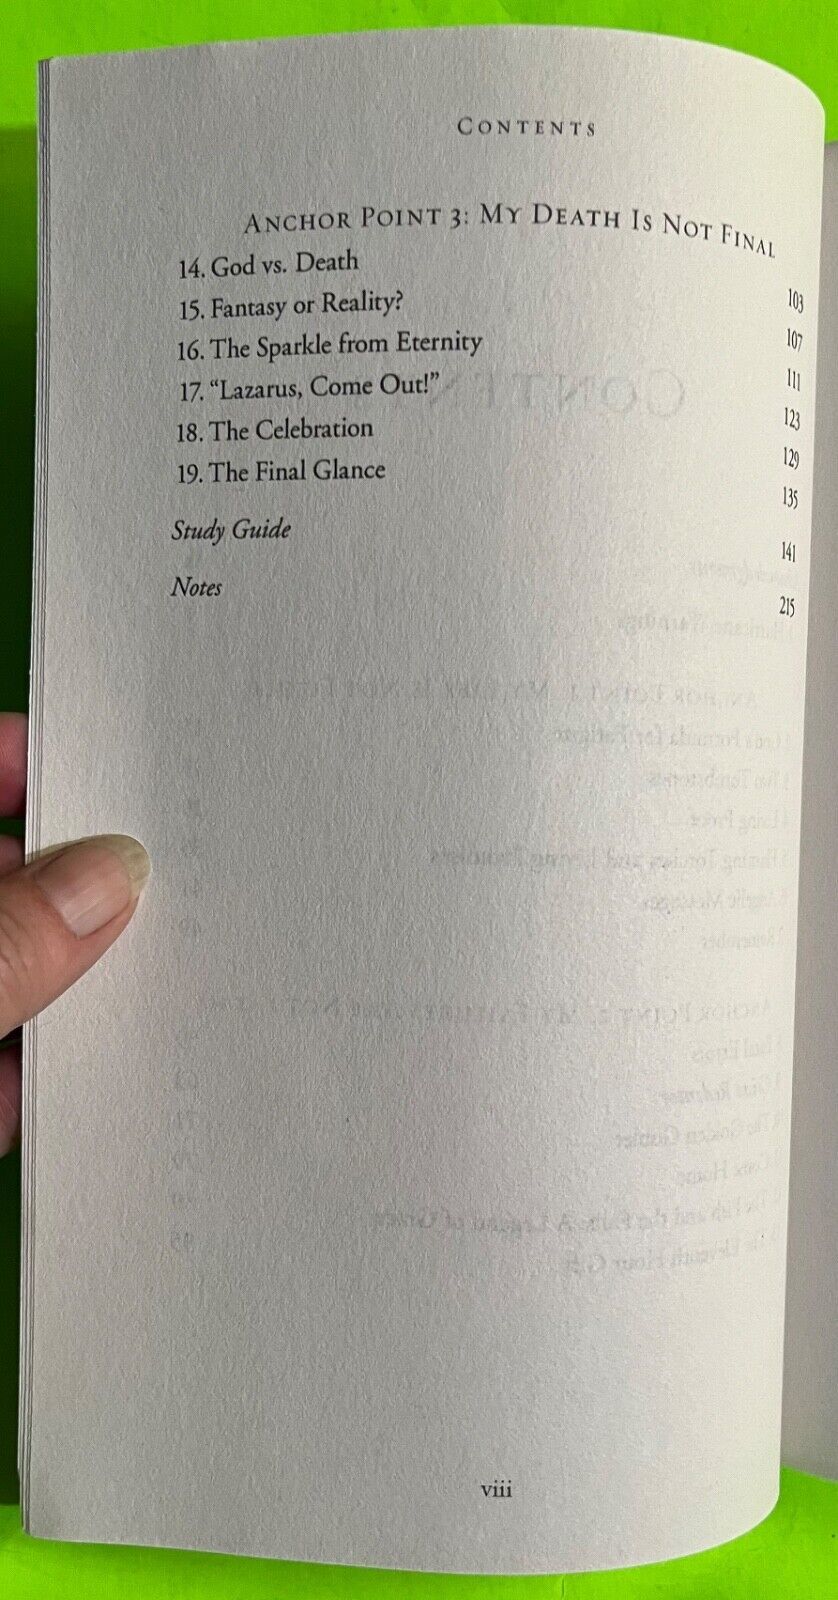 CONTENTS
ANCHOR POINT 3: MY DEATH IS NOT FINAL
14. God vs. Death 103
15. Fantasy or Reality? 107
16. The Sparkle from Eternity 111
17. “Lazarus, Come Out!” 123
18. The Celebration 129
19. The Final Glance 135
Study Guide 141
Notes 215
viii